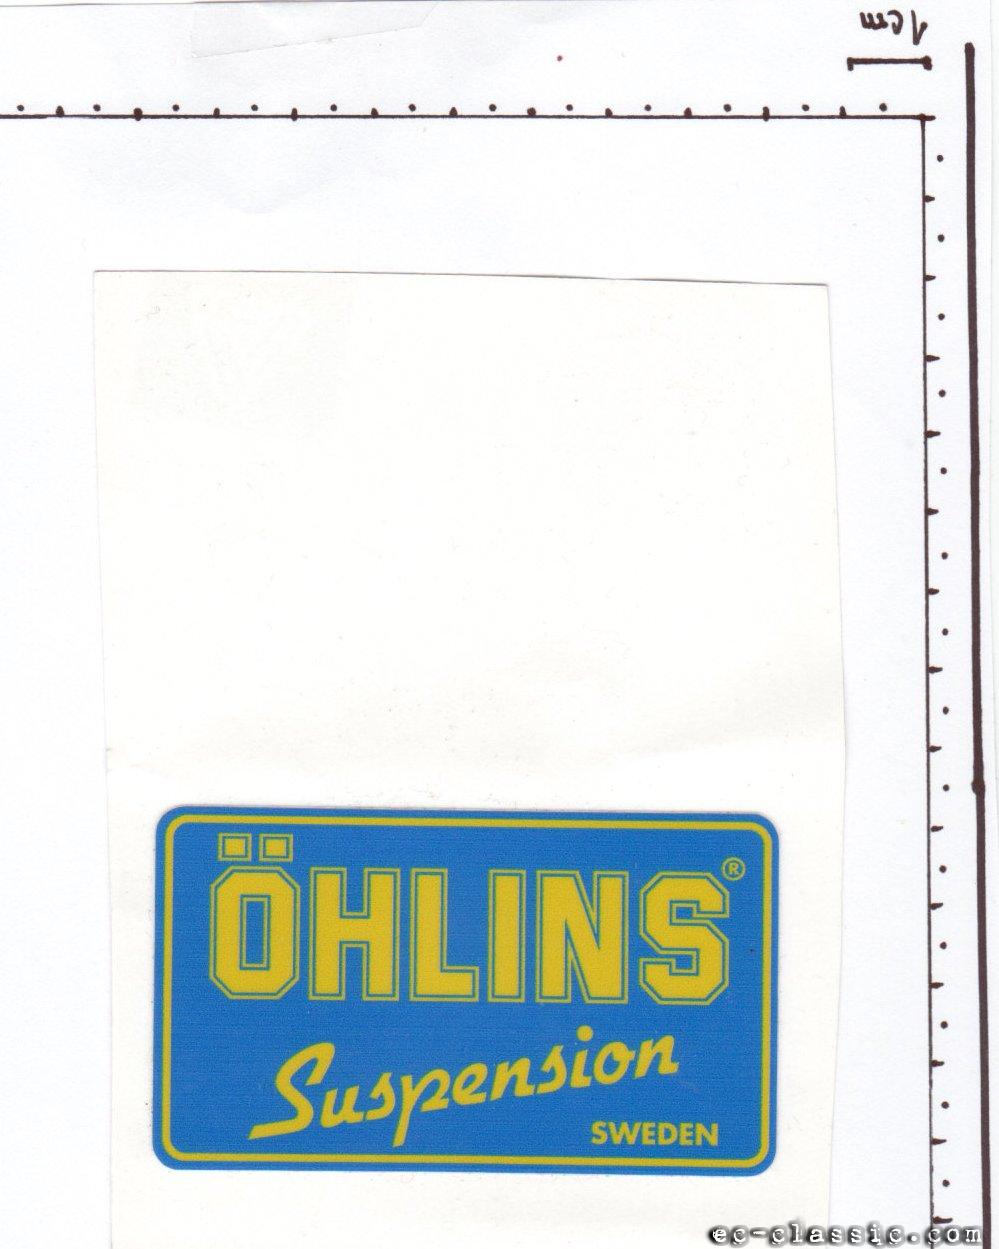 1cm
ÖHLINS®
Suspension
SWEDEN
ec-classic.com